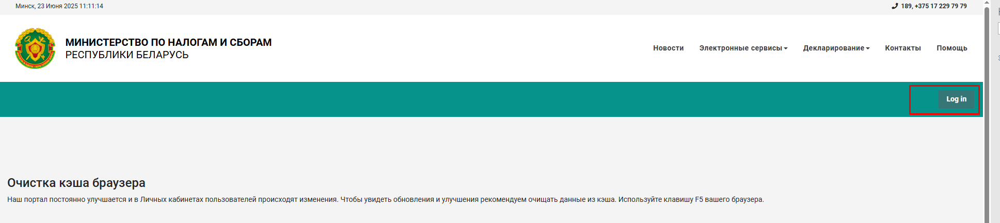 Минск, 23 Июня 2025 11:11:14
189, +375 17 229 79 79
МИНИСТЕРСТВО ПО НАЛОГАМ И СБОРАМ
РЕСПУБЛИКИ БЕЛАРУСЬ
Новости Электронные сервисы Декларирование Контакты Помощь
Log in
Очистка кэша браузера
Наш портал постоянно улучшается и в Личных кабинетах пользователей происходят изменения. Чтобы увидеть обновления и улучшения рекомендуем очищать данные из кэша. Используйте клавишу F5 вашего браузера.